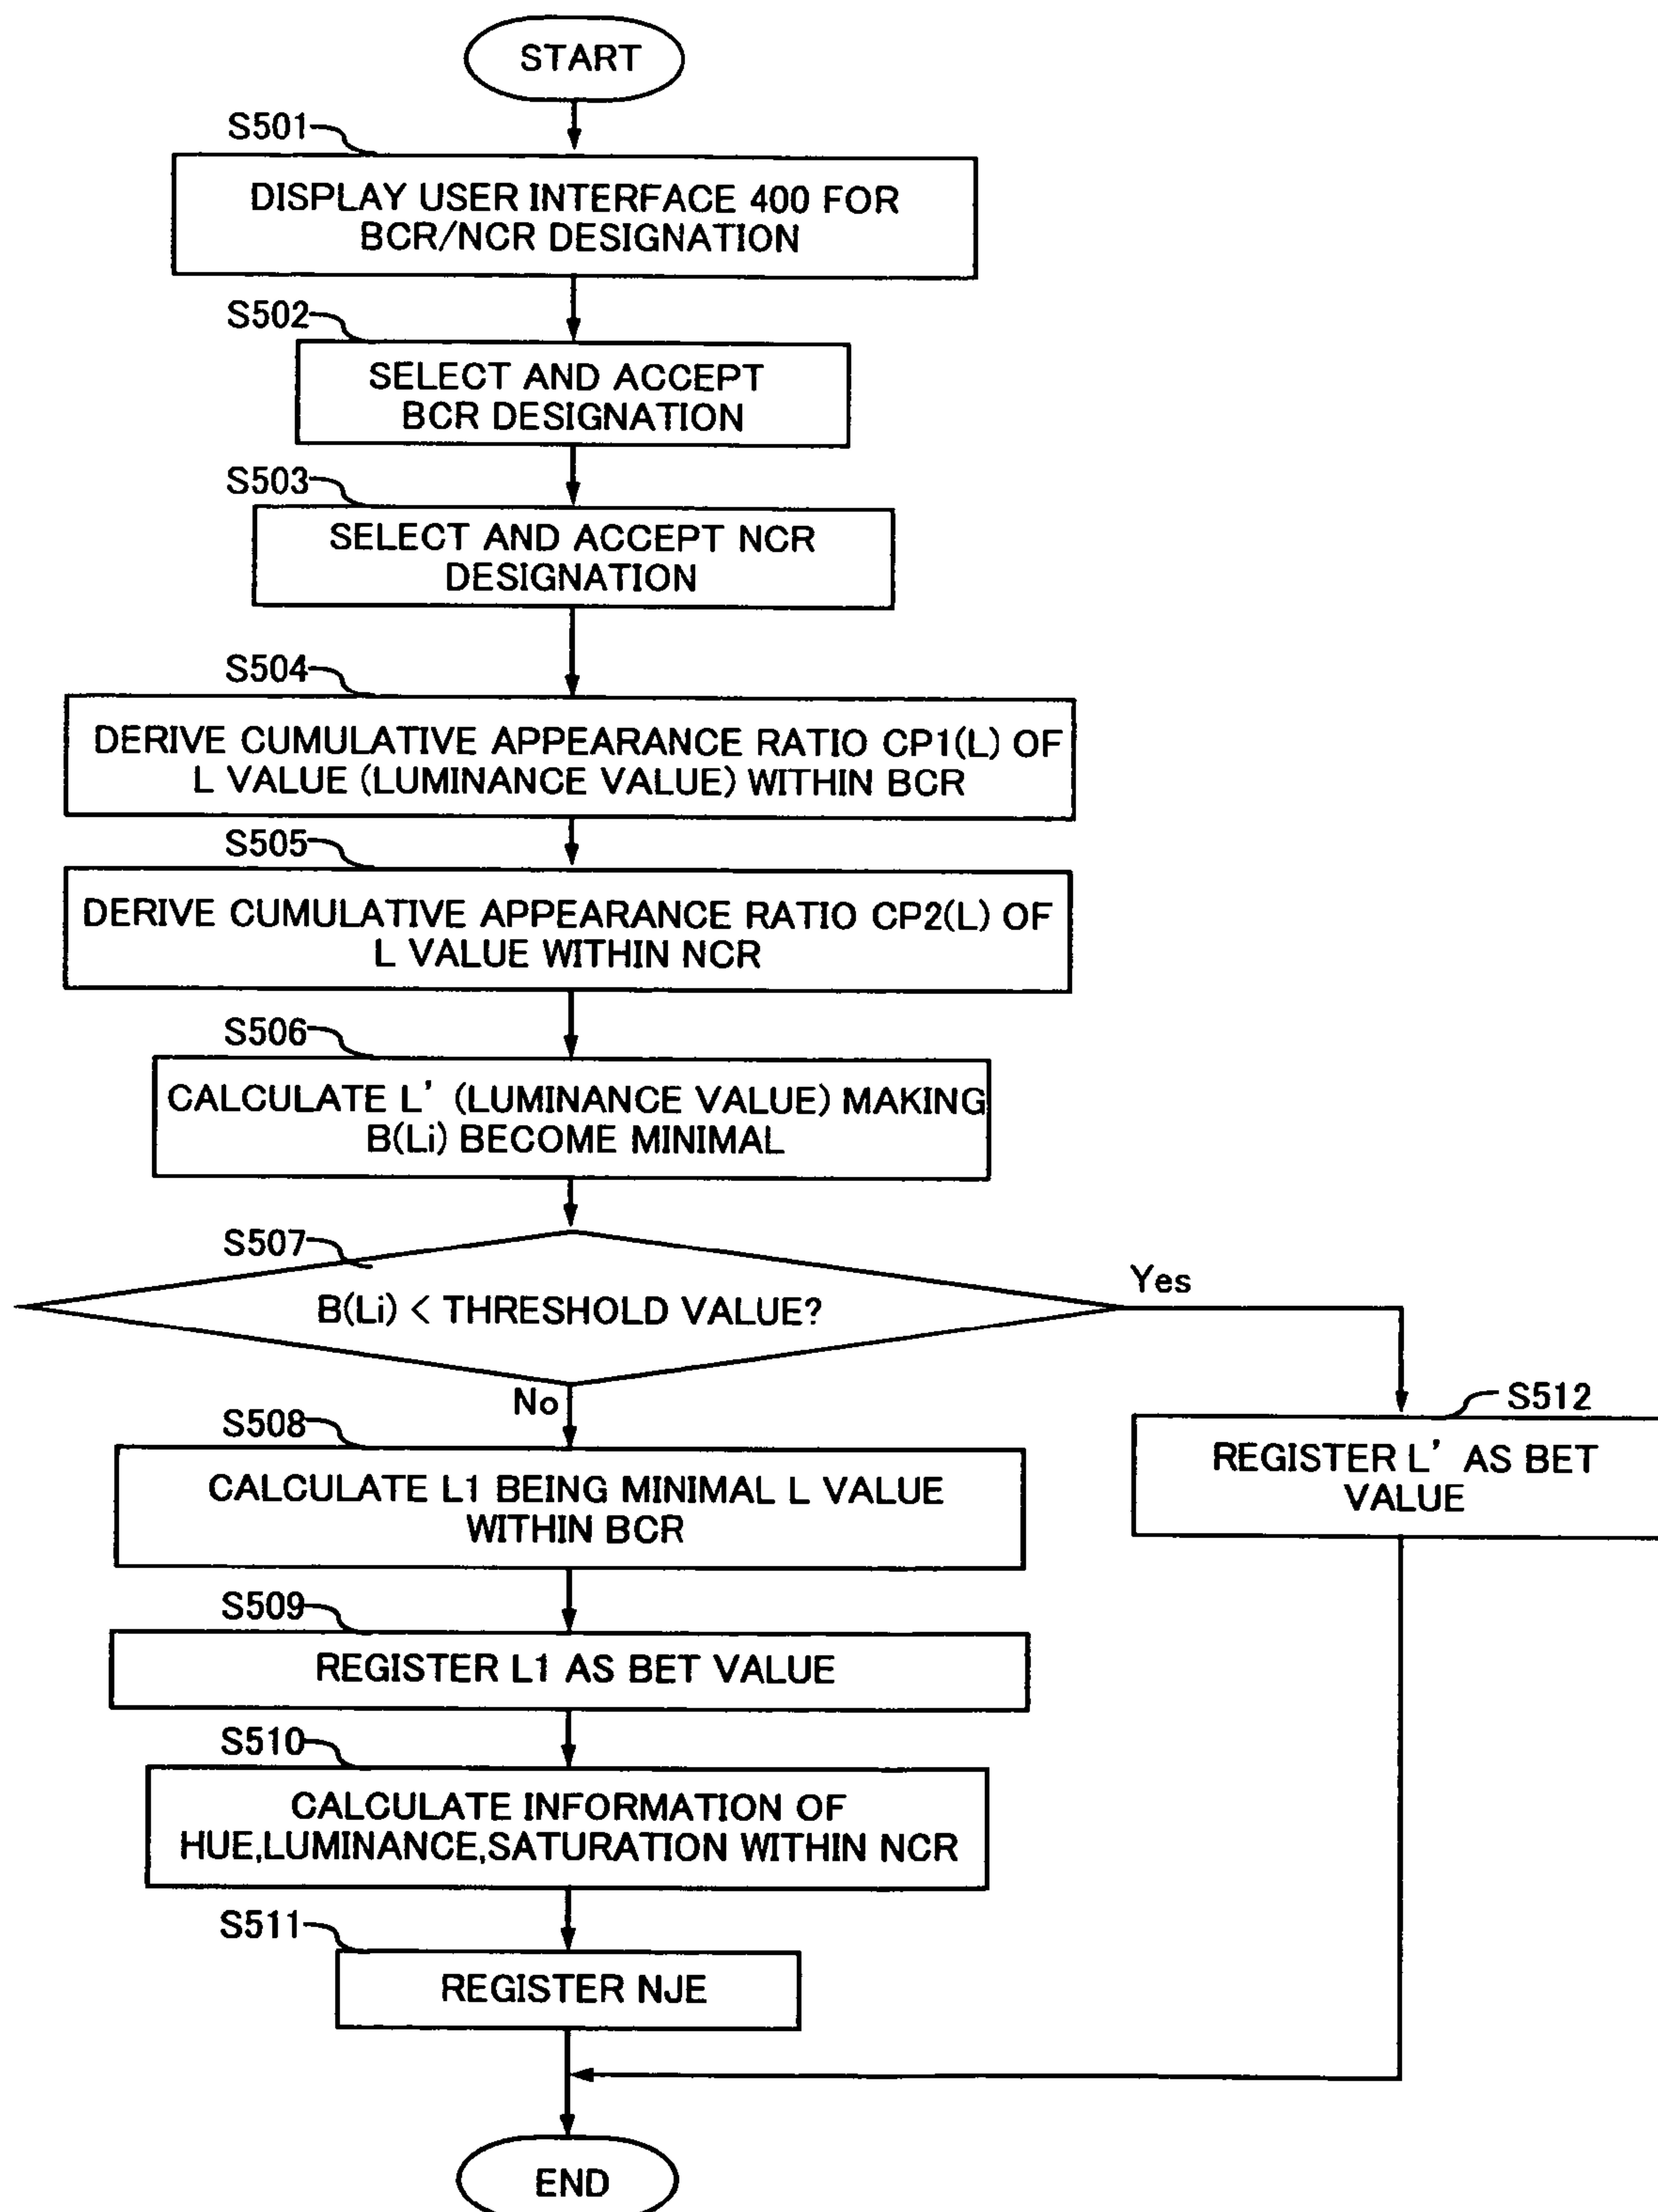 START
S501
DISPLAY USER INTERFACE 400 FOR
BCR/NCR DESIGNATION
S502
SELECT AND ACCEPT
BCR DESIGNATION
S503
SELECT AND ACCEPT NCR
DESIGNATION
S504
DERIVE CUMULATIVE APPEARANCE RATIO CP1(L) OF
L VALUE (LUMINANCE VALUE) WITHIN BCR
S505
DERIVE CUMULATIVE APPEARANCE RATIO CP2(L) OF
L VALUE WITHIN NCR
S506
CALCULATE L' (LUMINANCE VALUE) MAKING
B(Li) BECOME MINIMAL
S507
B(Li) < THRESHOLD VALUE?
Yes
No
S508
CALCULATE L1 BEING MINIMAL L VALUE
WITHIN BCR
S512
REGISTER L' AS BET
VALUE
S509
REGISTER L1 AS BET VALUE
S510
CALCULATE INFORMATION OF
HUE,LUMINANCE,SATURATION WITHIN NCR
S511
REGISTER NJE
END